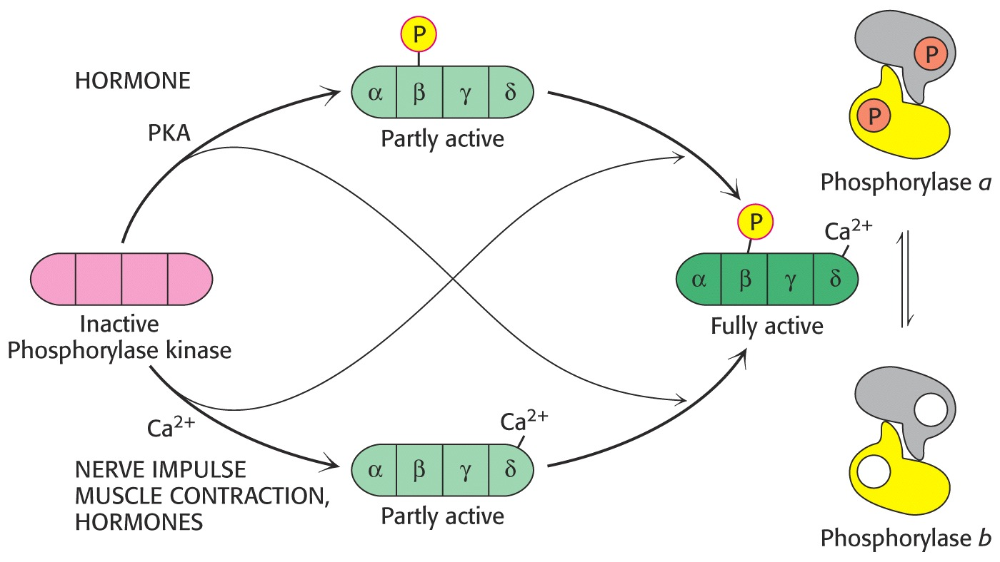 HORMONE
PKA
P
α β γ δ
Partly active
P
P
Phosphorylase a
Inactive
Phosphorylase kinase
P
Ca2+
α β γ δ
Fully active
Ca2+
NERVE IMPULSE
MUSCLE CONTRACTION,
HORMONES
Ca2+
α β γ δ
Partly active
Phosphorylase b